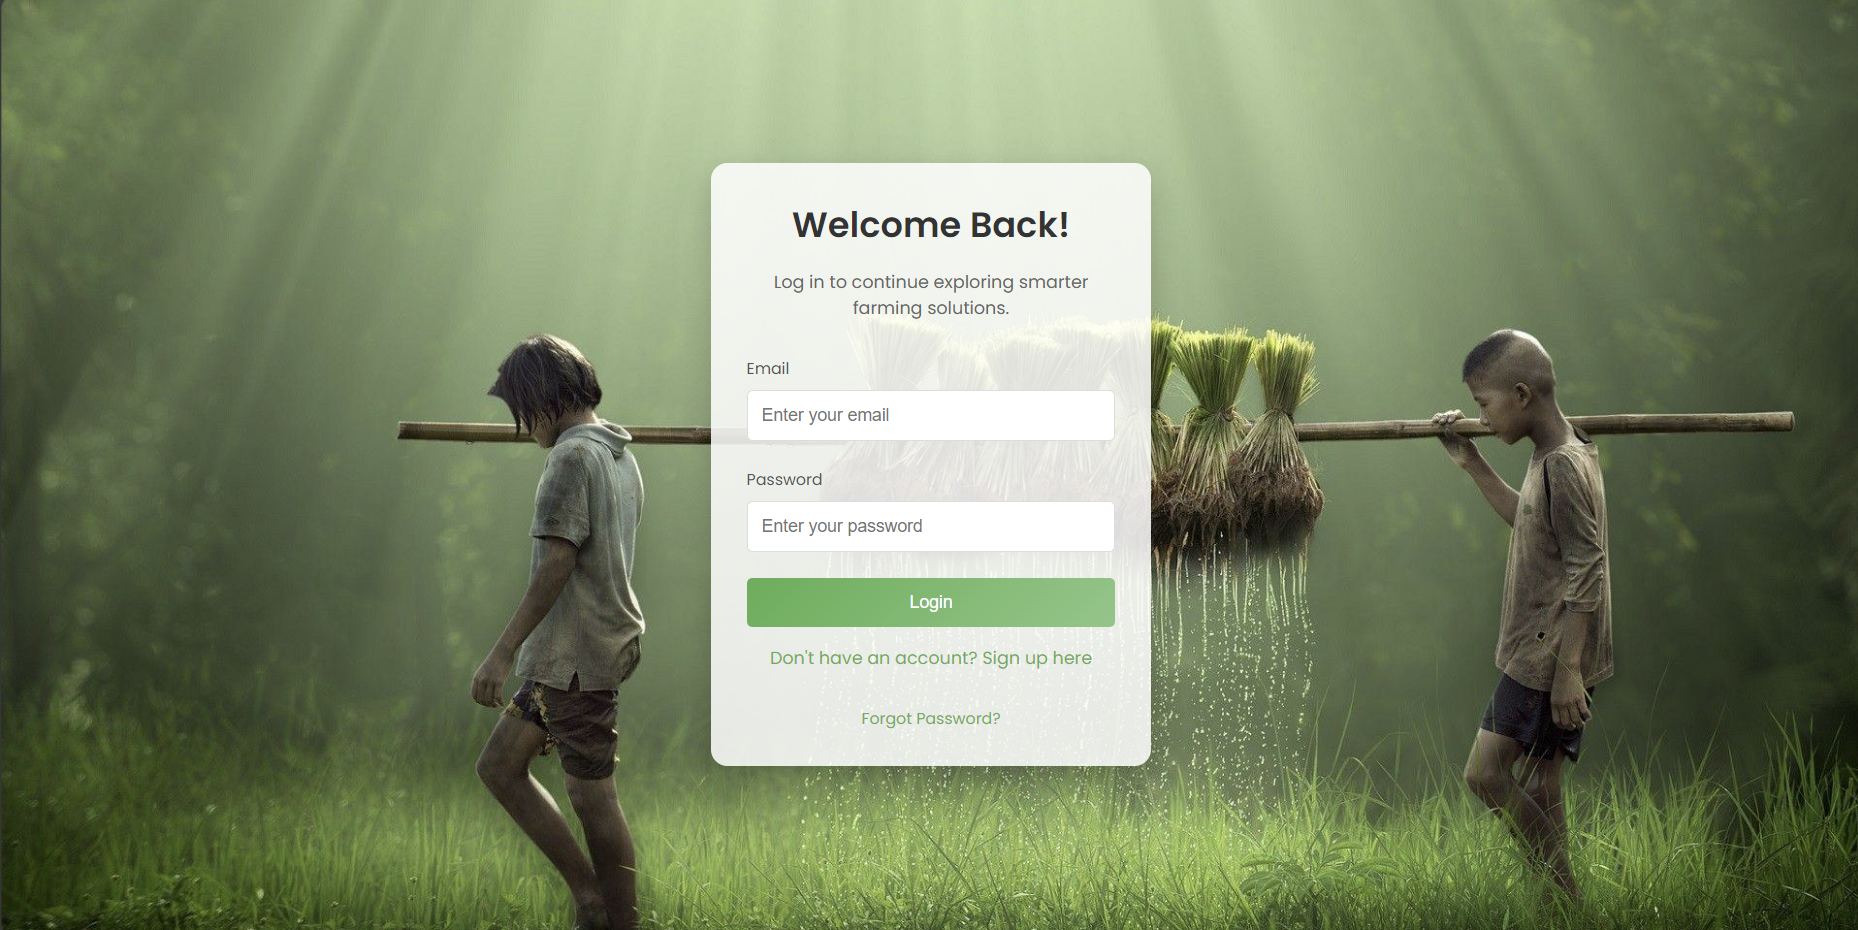 Welcome Back!
Log in to continue exploring smarter
farming solutions.
Email
Enter your email
Password
Enter your password
Login
Don't have an account? Sign up here
Forgot Password?